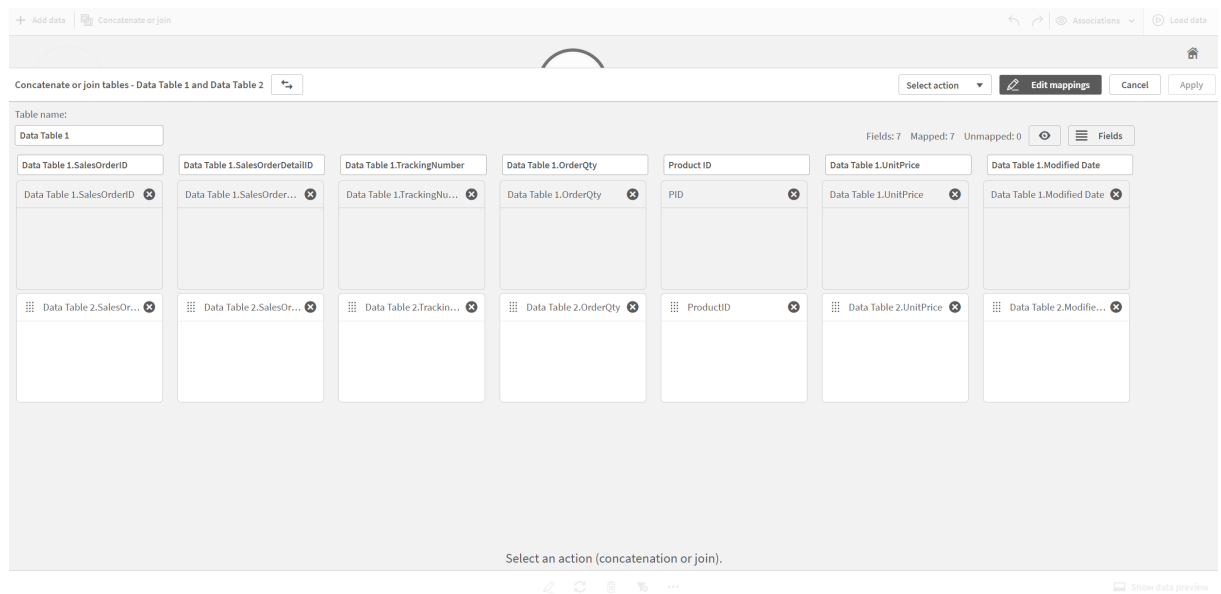 Add data Concatenate or join Associations Load data
Concatenate or join tables - Data Table 1 and Data Table 2 Select action Edit mappings Cancel Apply
Table name:
Data Table 1 Fields: 7 Mapped: 7 Unmapped: 0 Fields
Data Table 1.SalesOrderID Data Table 1.SalesOrderDetailID Data Table 1.TrackingNumber Data Table 1.OrderQty Product ID Data Table 1.UnitPrice Data Table 1.Modified Date
Data Table 1.SalesOrderID Data Table 1.SalesOrder... Data Table 1.TrackingNu... Data Table 1.OrderQty PID Data Table 1.UnitPrice Data Table 1.Modified Date
Data Table 2.SalesOr... Data Table 2.SalesOr... Data Table 2.Trackin... Data Table 2.OrderQty ProductID Data Table 2.UnitPrice Data Table 2.Modifie...
Select an action (concatenation or join).
Show data preview